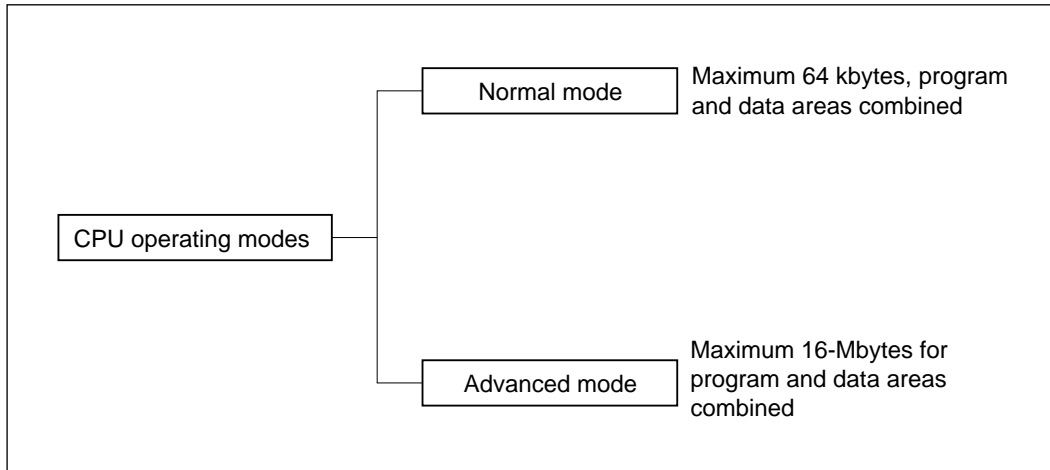 Normal mode
Maximum 64 kbytes, program
and data areas combined
CPU operating modes
Advanced mode
Maximum 16-Mbytes for
program and data areas
combined